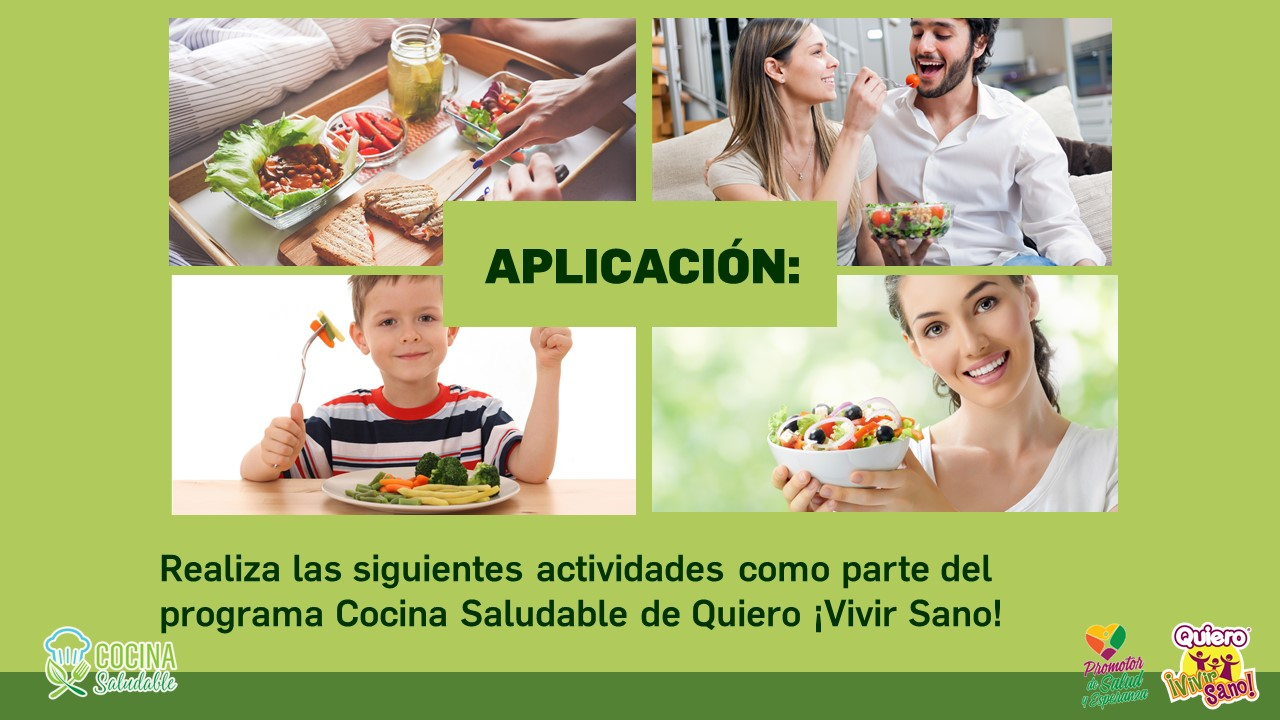 APLICACIÓN:
Realiza las siguientes actividades como parte del
programa Cocina Saludable de Quiero ¡Vivir Sano!
COCINA
Saludable
Promotor
de Salud
y Esperanza
Quiero
¡Vivir
Sano!